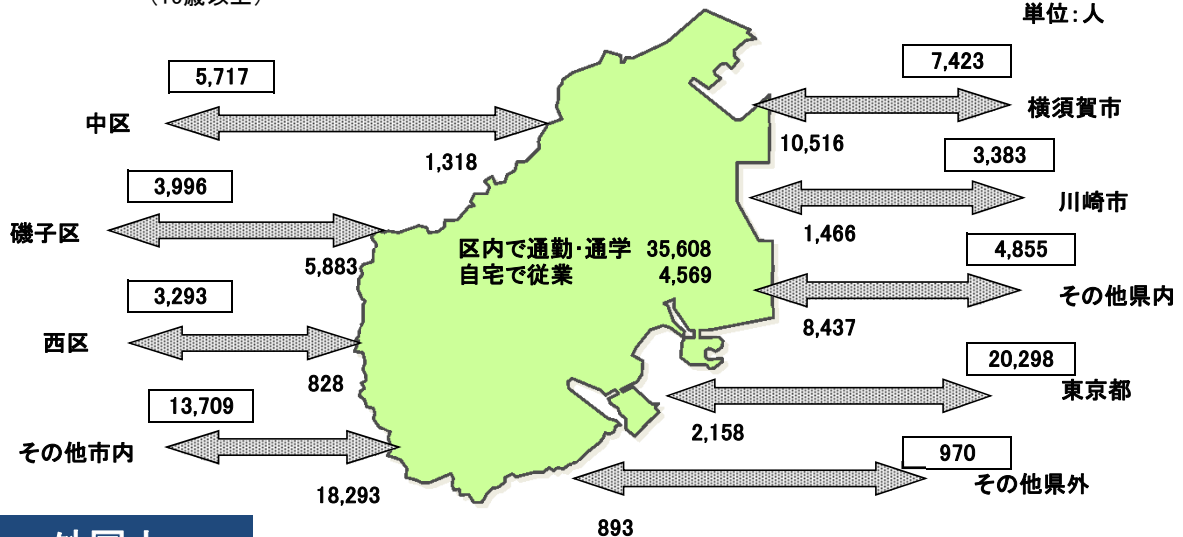 単位：人
5,717
中区
1,318
3,996
磯子区
5,883
3,293
西区
828
13,709
その他市内
18,293
区内で通勤・通学 35,608
自宅で従業 4,569
7,423
横須賀市
10,516
3,383
川崎市
1,466
4,855
その他県内
8,437
20,298
東京都
2,158
970
その他県外
893